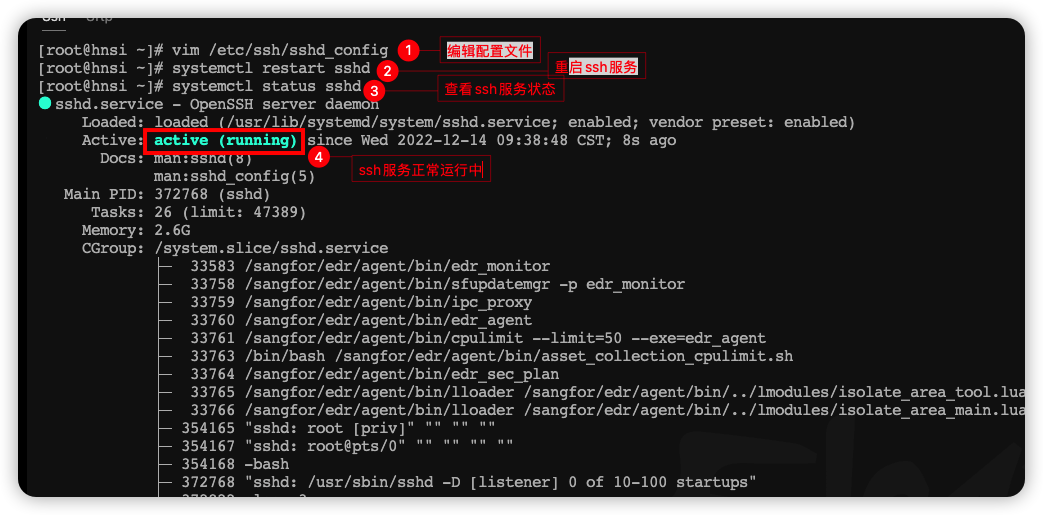 [root@hnsi ~]# vim /etc/ssh/sshd_config 1 编辑配置文件
[root@hnsi ~]# systemctl restart sshd 2 重启ssh服务
[root@hnsi ~]# systemctl status sshd 3 查看ssh服务状态
sshd.service - OpenSSH server daemon
Loaded: loaded (/usr/lib/systemd/system/sshd.service; enabled; vendor preset: enabled)
Active: active (running) since Wed 2022-12-14 09:38:48 CST; 8s ago
Docs: man:sshd(8) 4 ssh服务正常运行中
man:sshd_config(5)
Main PID: 372768 (sshd)
Tasks: 26 (limit: 47389)
Memory: 2.6G
CGroup: /system.slice/sshd.service
├─ 33583 /sangfor/edr/agent/bin/edr_monitor
├─ 33758 /sangfor/edr/agent/bin/sfupdatemgr -p edr_monitor
├─ 33759 /sangfor/edr/agent/bin/ipc_proxy
├─ 33760 /sangfor/edr/agent/bin/edr_agent
├─ 33761 /sangfor/edr/agent/bin/cpulimit --limit=50 --exe=edr_agent
├─ 33763 /bin/bash /sangfor/edr/agent/bin/asset_collection_cpulimit.sh
├─ 33764 /sangfor/edr/agent/bin/edr_sec_plan
├─ 33765 /sangfor/edr/agent/bin/lloader /sangfor/edr/agent/bin/../lmodules/isolate_area_tool.lua
├─ 33766 /sangfor/edr/agent/bin/lloader /sangfor/edr/agent/bin/../lmodules/isolate_area_main.lua
├─ 354165 "sshd: root [priv]" "" "" ""
├─ 354167 "sshd: root@pts/0" "" "" "" ""
├─ 354168 -bash
├─ 372768 "sshd: /usr/sbin/sshd -D [listener] 0 of 10-100 startups"